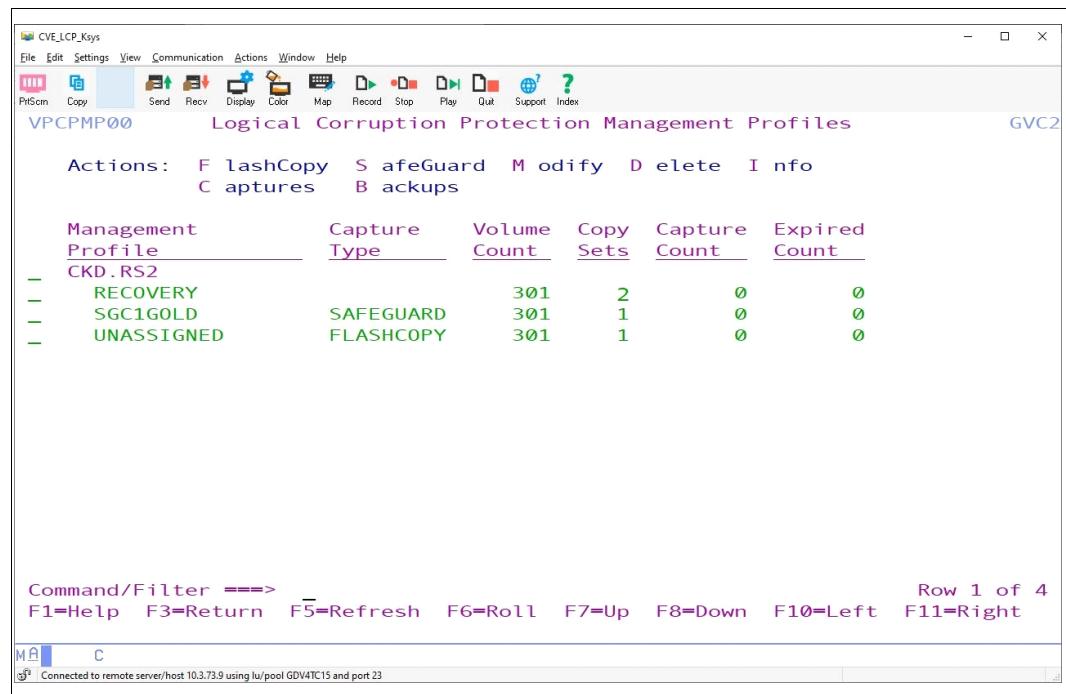 CVE_LCP_Ksys
File Edit Settings View Communication Actions Window Help
PrtScrn Copy Send Recv Display Color Map Record Stop Play Quit Support Index
VPCPMP00 Logical Corruption Protection Management Profiles GVC2
Actions: F lashCopy S afeGuard M odify D elete I nfo
C aptures B ackups
Management Capture Volume Copy Capture Expired
Profile Type Count Sets Count Count
_ CKD.RS2
_ RECOVERY 301 2 0 0
_ SGC1GOLD SAFEGUARD 301 1 0 0
_ UNASSIGNED FLASHCOPY 301 1 0 0
Command/Filter ===> _ Row 1 of 4
F1=Help F3=Return F5=Refresh F6=Roll F7=Up F8=Down F10=Left F11=Right
MA C
Connected to remote server/host 10.3.73.9 using lu/pool GDV4TC15 and port 23